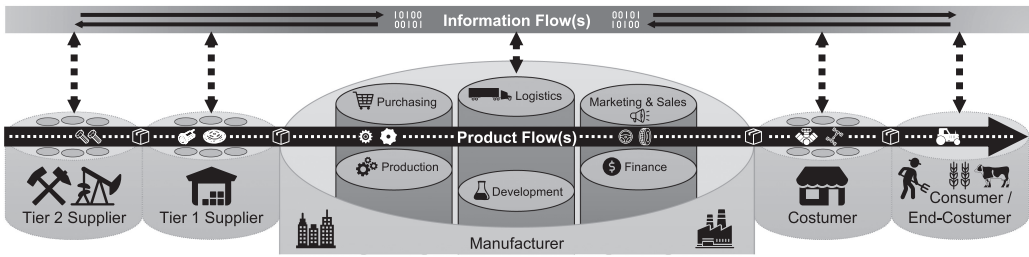 10100
00101
Information Flow(s)
00101
10100
Purchasing
Logistics
Marketing & Sales
Product Flow(s)
Production
Finance
Development
Tier 2 Supplier
Tier 1 Supplier
Manufacturer
Costumer
Consumer /
End-Costumer